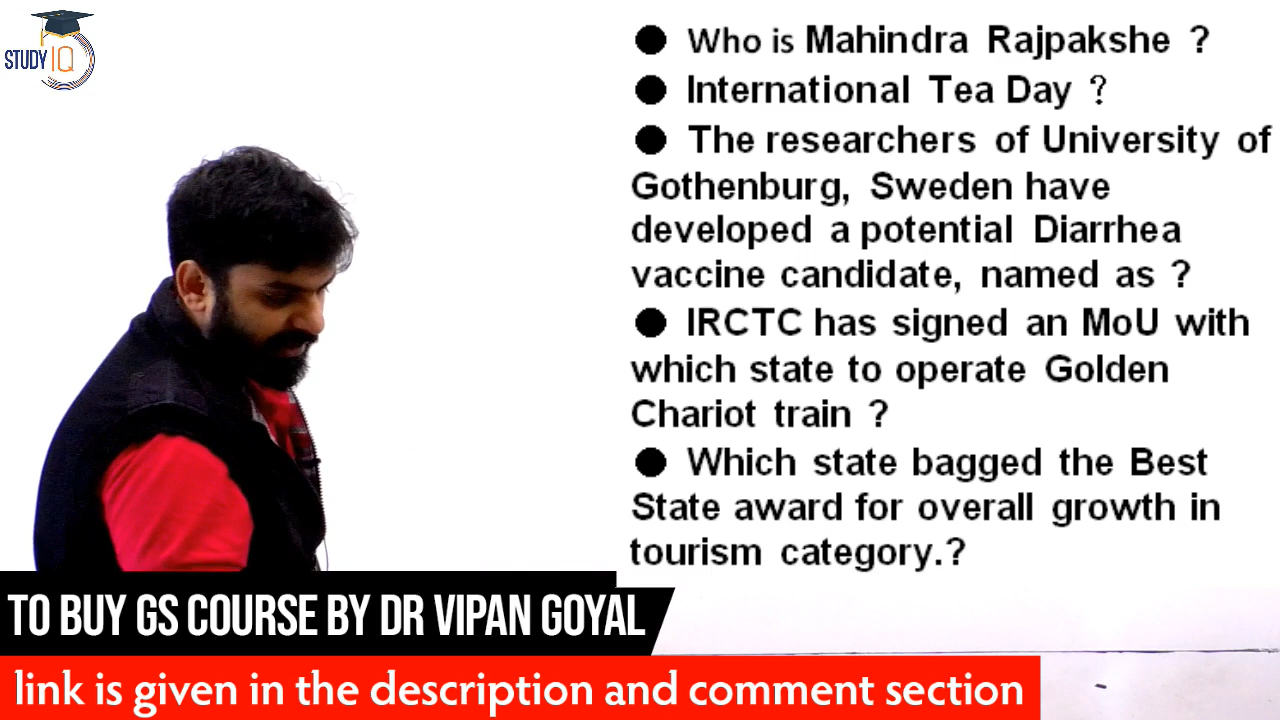 STUDY IQ
● Who is Mahindra Rajpakshe ?
● International Tea Day ?
● The researchers of University of
Gothenburg, Sweden have
developed a potential Diarrhea
vaccine candidate, named as ?
● IRCTC has signed an MoU with
which state to operate Golden
Chariot train ?
● Which state bagged the Best
State award for overall growth in
tourism category.?
TO BUY GS COURSE BY DR VIPAN GOYAL
link is given in the description and comment section